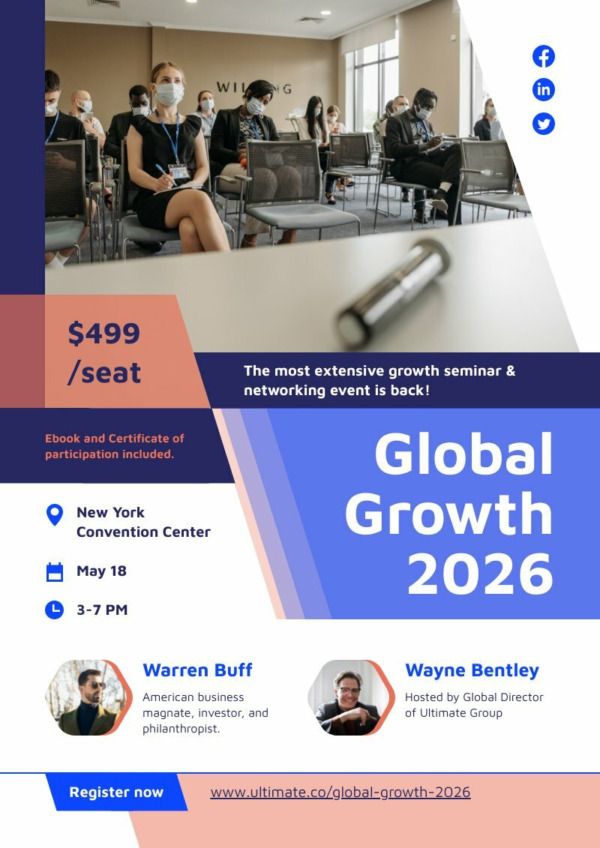 $499
/seat
The most extensive growth seminar &
networking event is back!
Ebook and Certificate of
participation included.
Global
Growth
2026
New York
Convention Center
May 18
3-7 PM
Warren Buff
American business
magnate, investor, and
philanthropist.
Wayne Bentley
Hosted by Global Director
of Ultimate Group
Register now
www.ultimate.co/global-growth-2026